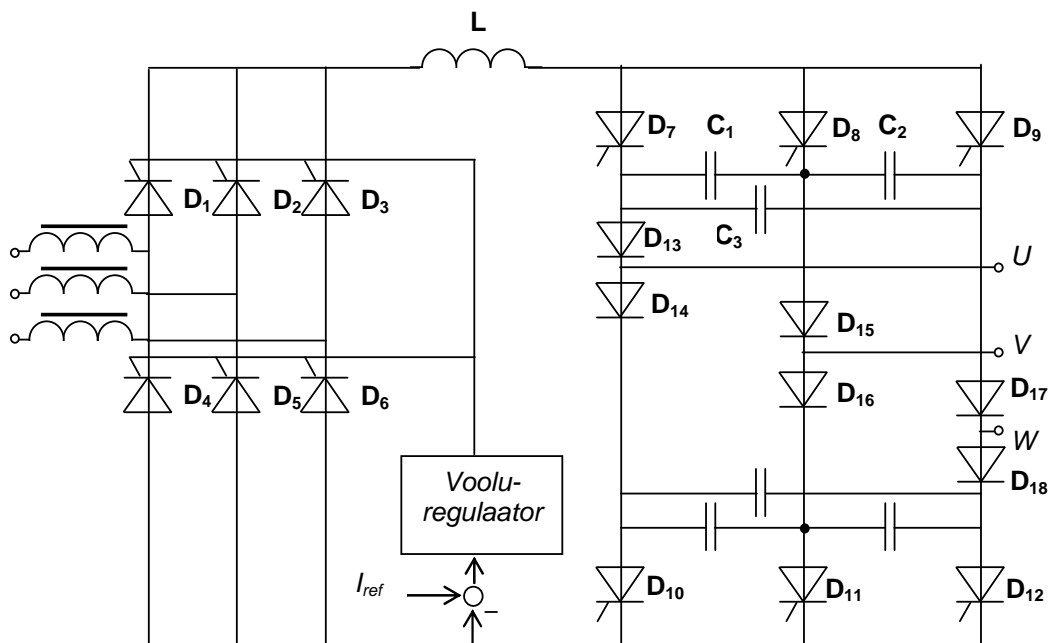 L
D7 C1 D8 C2 D9
D1 D2 D3
C3
D13
U
D14
D15
V
D4 D5 D6
D16
D17
W
D18
Voolu-
regulaator
Iref
–
D10 D11 D12